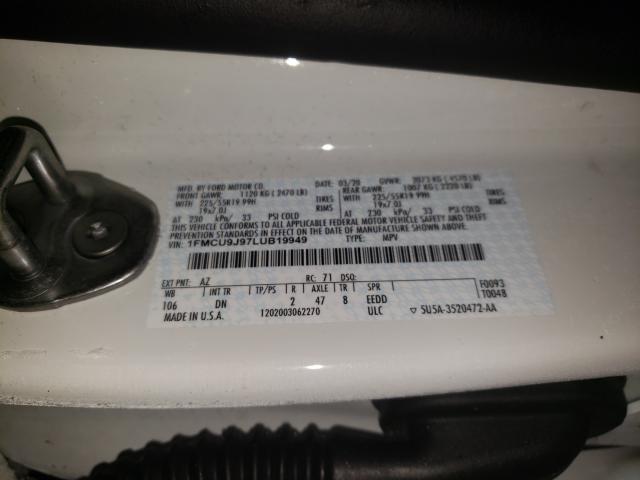 MFD. BY FORD MOTOR CO. DATE: 03/20 GVWR: 2073 KG (4570 LB)
FRONT GAWR: 1120 KG (2470 LB) REAR GAWR: 1007 KG (2220 LB)
225/55R19 99H TIRES 225/55R19 99H TIRES
19x7.0J RIMS 19x7.0J RIMS
AT 230 kPa/ 33 PSI COLD AT 230 kPa/ 33 PSI COLD
THIS VEHICLE CONFORMS TO ALL APPLICABLE FEDERAL MOTOR VEHICLE SAFETY AND THEFT
PREVENTION STANDARDS IN EFFECT ON THE DATE OF MANUFACTURE SHOWN ABOVE.
VIN: 1FMCU9J97LUB19949 TYPE: MPV
EXT PNT: AZ RC: 71 DSO: F0093
WB INT TR TP/PS R AXLE TR SPR T0048
106 DN 2 47 8 EEDD
MADE IN U.S.A. 1202003062270 ULC ▽ 5U5A-3520472-AA